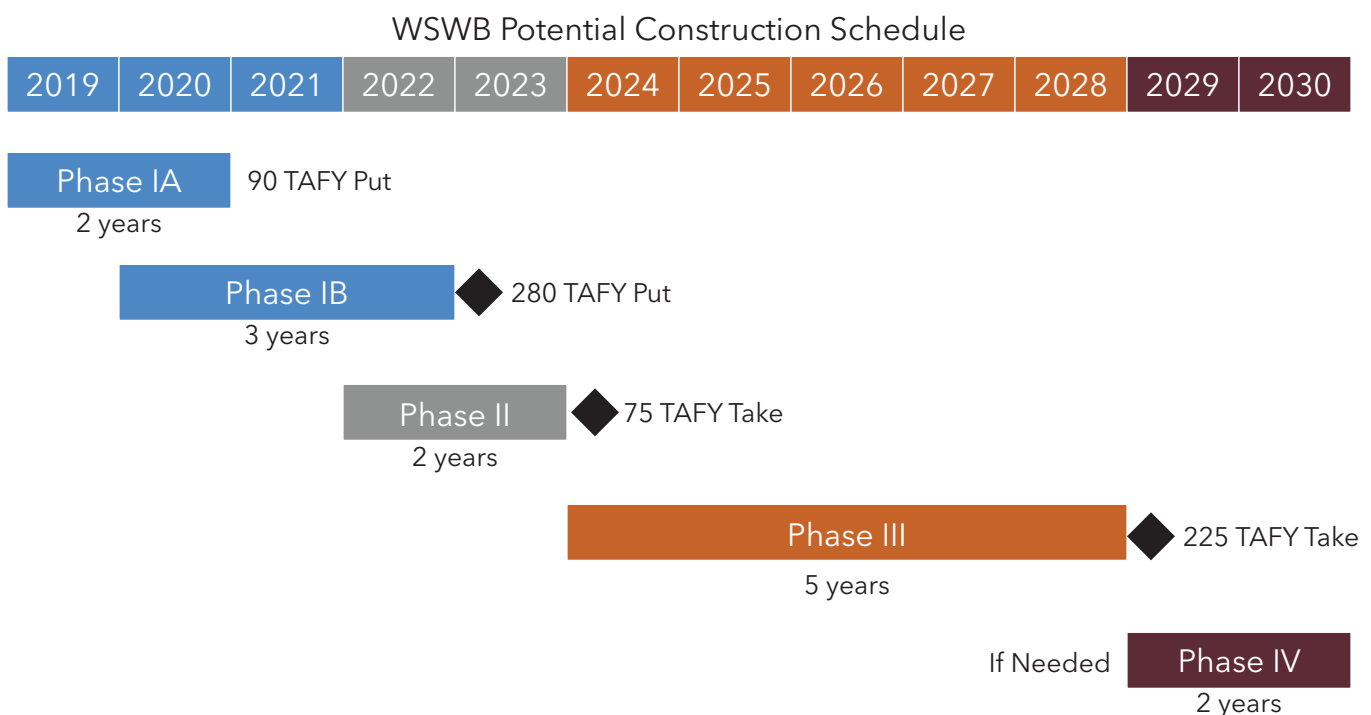 WSWB Potential Construction Schedule
2019 2020 2021 2022 2023 2024 2025 2026 2027 2028 2029 2030
Phase IA 90 TAFY Put
2 years
Phase IB 280 TAFY Put
3 years
Phase II 75 TAFY Take
2 years
Phase III 225 TAFY Take
5 years
If Needed Phase IV
2 years